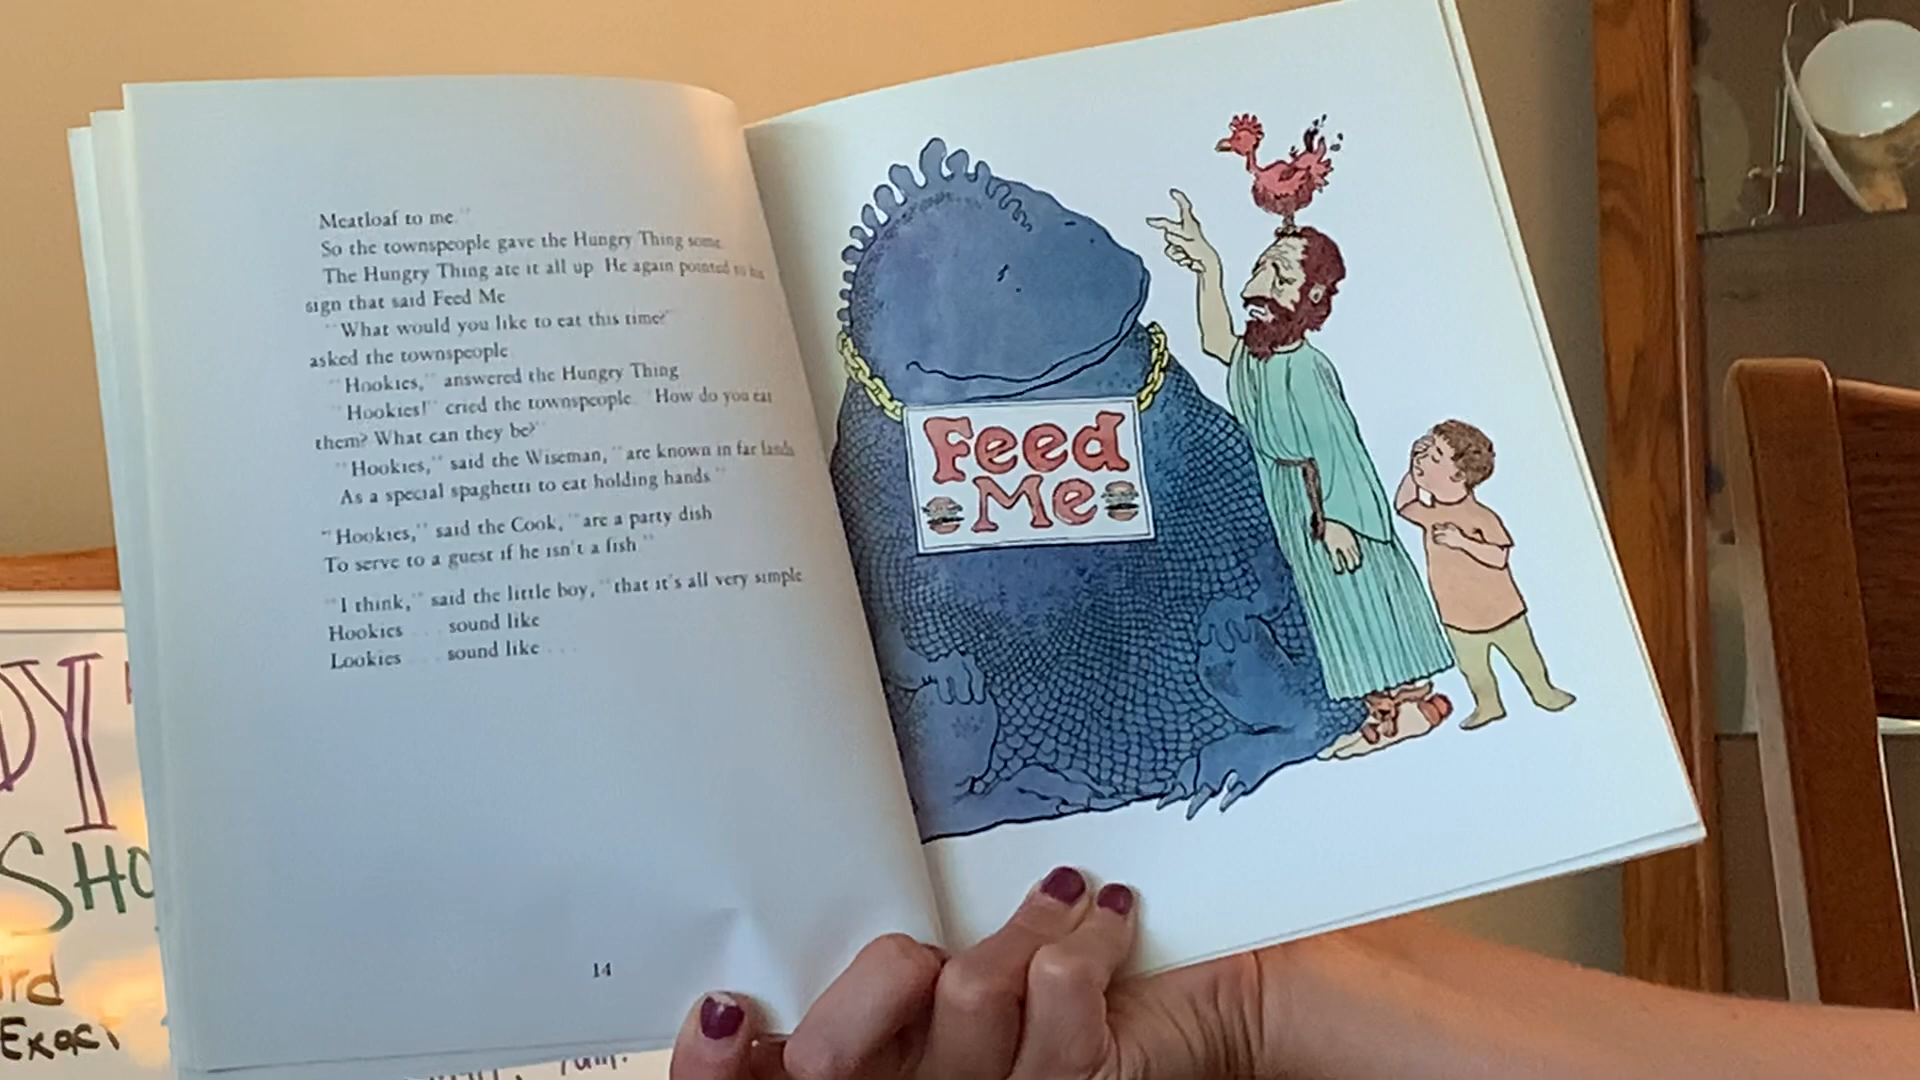 Meatloaf to me."
So the townspeople gave the Hungry Thing some.
The Hungry Thing ate it all up. He again pointed to his
sign that said Feed Me
"What would you like to eat this time?"
asked the townspeople
"Hookies," answered the Hungry Thing
"Hookies!" cried the townspeople. "How do you eat
them? What can they be?"
"Hookies," said the Wiseman, "are known in far lands
As a special spaghetti to eat holding hands."
"Hookies," said the Cook, "are a party dish
To serve to a guest if he isn't a fish."
"I think," said the little boy, "that it's all very simple
Hookies ... sound like
Lookies ... sound like ...
14
Feed
Me
DY
SHO
ird
Exact